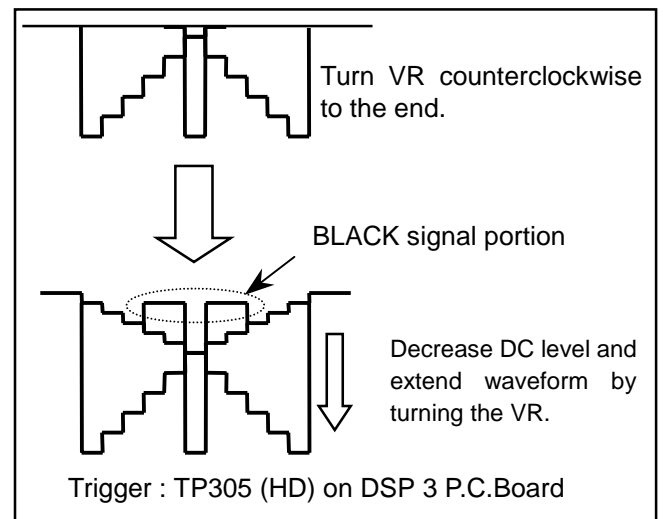 Turn VR counterclockwise
to the end.
BLACK signal portion
Decrease DC level and
extend waveform by
turning the VR.
Trigger : TP305 (HD) on DSP 3 P.C.Board